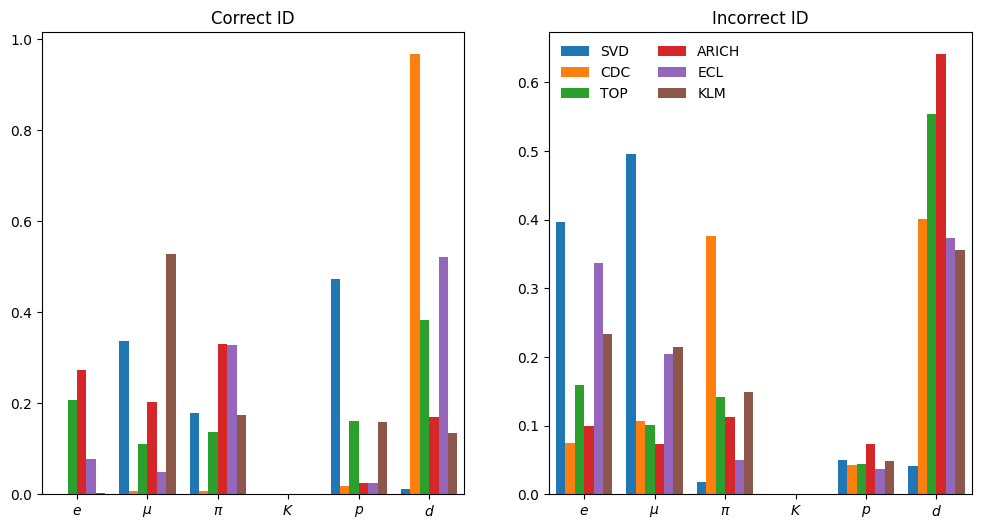 Correct ID
1.0
0.8
0.6
0.4
0.2
0.0
e μ π K p d
Incorrect ID
SVD ARICH
CDC ECL
TOP KLM
0.6
0.5
0.4
0.3
0.2
0.1
0.0
e μ π K p d